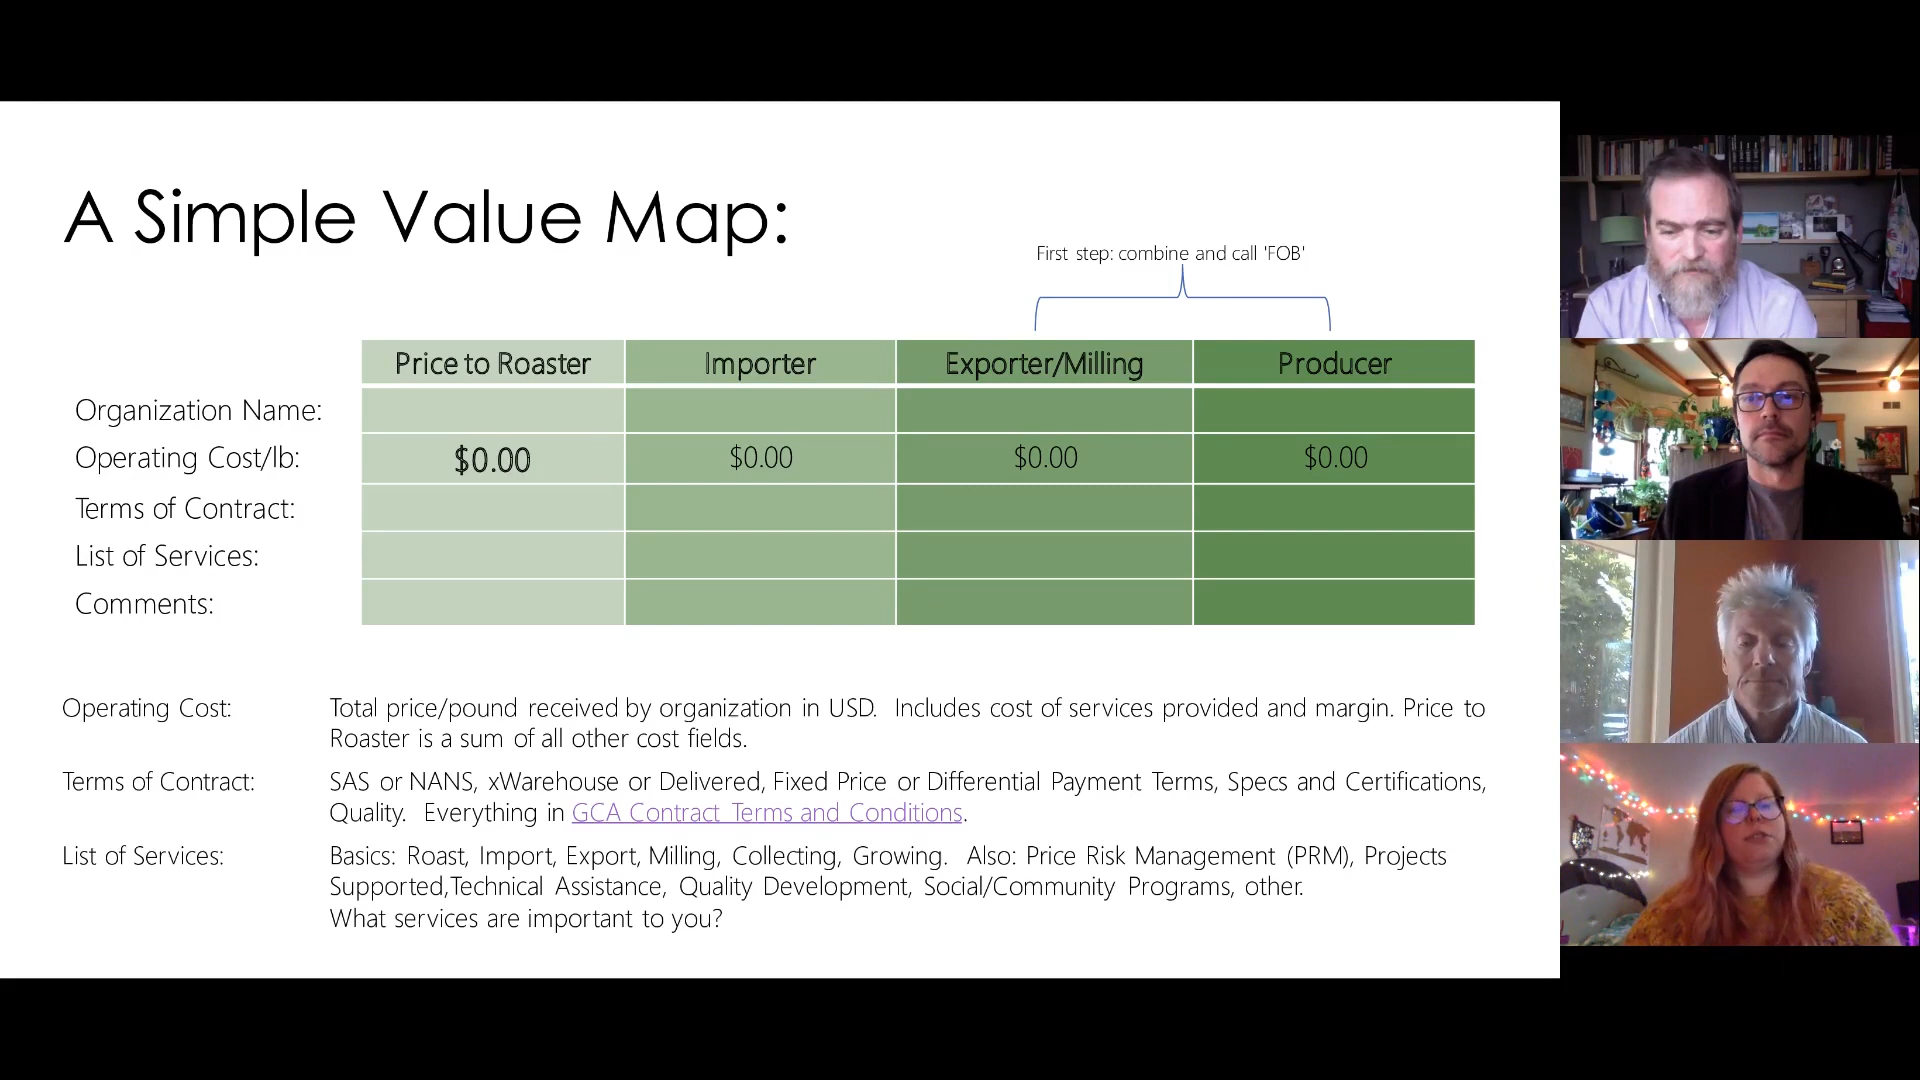 A Simple Value Map:
First step: combine and call 'FOB'
Price to Roaster Importer Exporter/Milling Producer
Organization Name:
Operating Cost/lb: $0.00 $0.00 $0.00 $0.00
Terms of Contract:
List of Services:
Comments:
Operating Cost: Total price/pound received by organization in USD. Includes cost of services provided and margin. Price to
Roaster is a sum of all other cost fields.
Terms of Contract: SAS or NANS, xWarehouse or Delivered, Fixed Price or Differential Payment Terms, Specs and Certifications,
Quality. Everything in GCA Contract Terms and Conditions.
List of Services: Basics: Roast, Import, Export, Milling, Collecting, Growing. Also: Price Risk Management (PRM), Projects
Supported,Technical Assistance, Quality Development, Social/Community Programs, other.
What services are important to you?